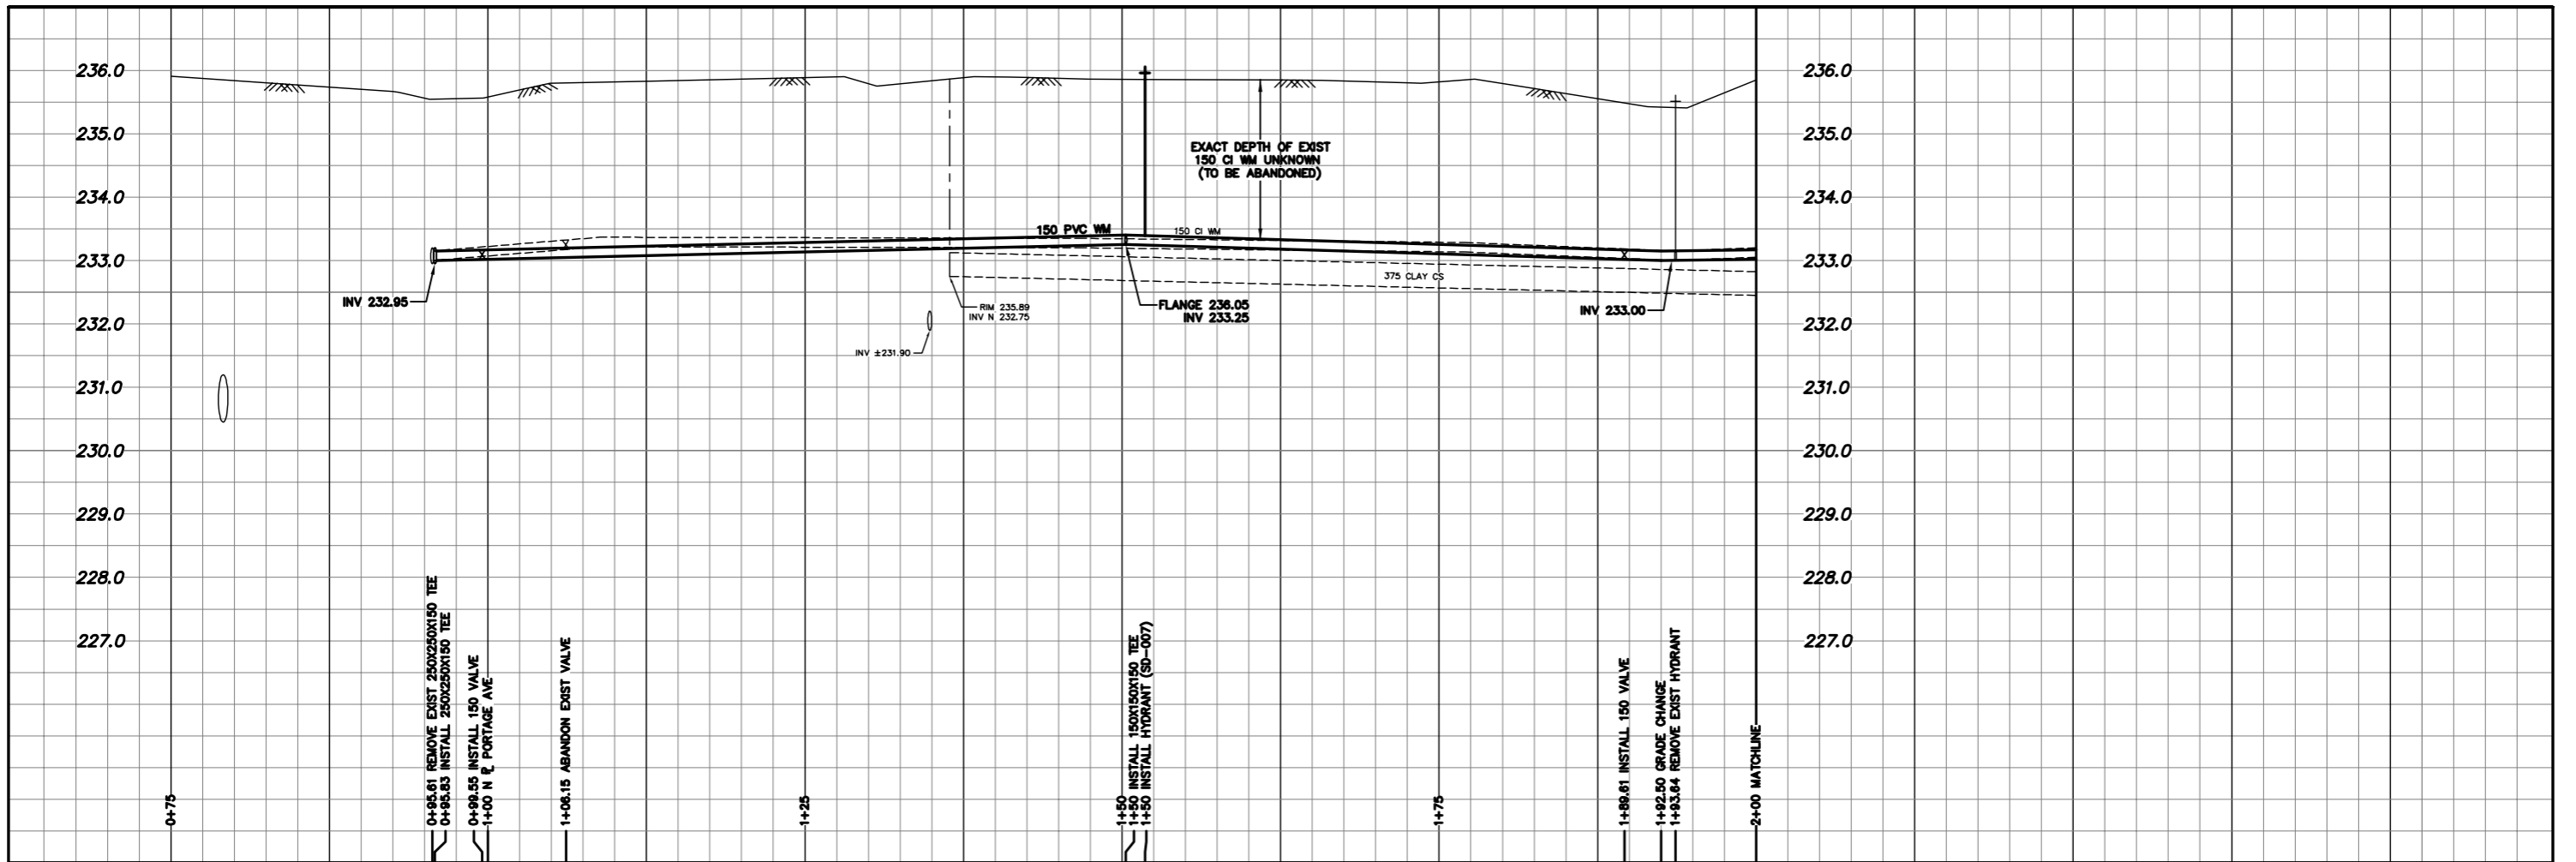 236.0
236.0
235.0
235.0
EXACT DEPTH OF EXIST
150 CI WM UNKNOWN
(TO BE ABANDONED)
234.0
234.0
150 PVC WM
150 CI WM
233.0
233.0
375 CLAY CS
INV 232.95
RIM 235.89
INV N 232.75
FLANGE 236.05
INV 233.25
INV 233.00
232.0
232.0
INV ±231.90
231.0
231.0
230.0
230.0
229.0
229.0
228.0
228.0
227.0
227.0
0+75
0+95.61 REMOVE EXIST 250X250X150 TEE
0+95.83 INSTALL 250X250X150 TEE
0+99.55 INSTALL 150 VALVE
1+00 N PL PORTAGE AVE
1+06.15 ABANDON EXIST VALVE
1+25
1+50
1+50 INSTALL 150X150X150 TEE
1+50 INSTALL HYDRANT (SD-007)
1+75
1+89.61 INSTALL 150 VALVE
1+92.50 GRADE CHANGE
1+93.64 REMOVE EXIST HYDRANT
2+00 MATCHLINE